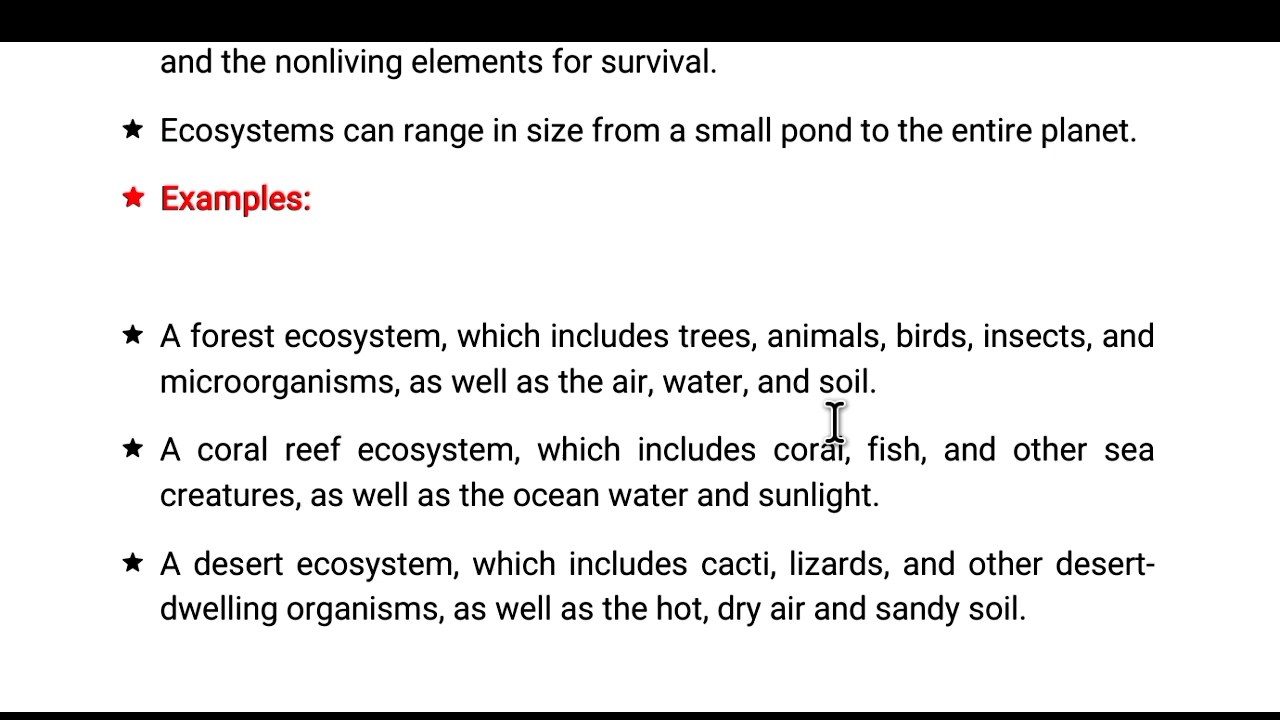 and the nonliving elements for survival.
★ Ecosystems can range in size from a small pond to the entire planet.
★ Examples:
★ A forest ecosystem, which includes trees, animals, birds, insects, and
microorganisms, as well as the air, water, and soil.
★ A coral reef ecosystem, which includes coral, fish, and other sea
creatures, as well as the ocean water and sunlight.
★ A desert ecosystem, which includes cacti, lizards, and other desert-
dwelling organisms, as well as the hot, dry air and sandy soil.